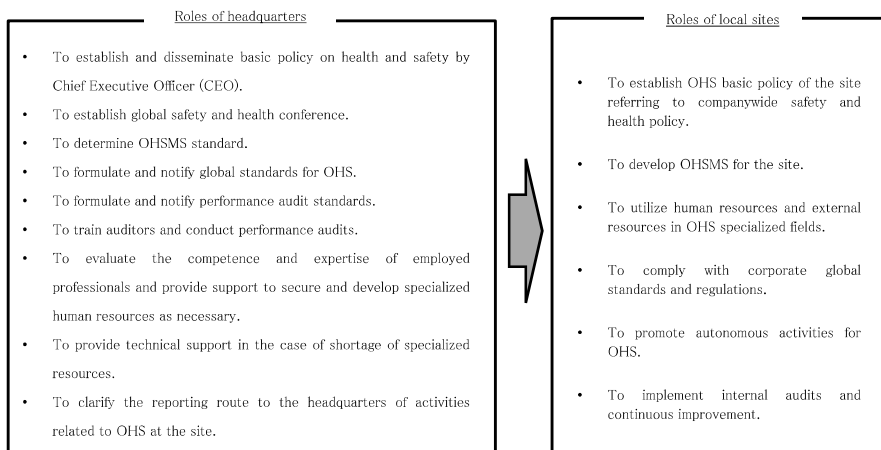 Roles of headquarters
• To establish and disseminate basic policy on health and safety by
Chief Executive Officer (CEO).
• To establish global safety and health conference.
• To determine OHSMS standard.
• To formulate and notify global standards for OHS.
• To formulate and notify performance audit standards.
• To train auditors and conduct performance audits.
• To evaluate the competence and expertise of employed
professionals and provide support to secure and develop specialized
human resources as necessary.
• To provide technical support in the case of shortage of specialized
resources.
• To clarify the reporting route to the headquarters of activities
related to OHS at the site.
Roles of local sites
• To establish OHS basic policy of the site
referring to companywide safety and
health policy.
• To develop OHSMS for the site.
• To utilize human resources and external
resources in OHS specialized fields.
• To comply with corporate global
standards and regulations.
• To promote autonomous activities for
OHS.
• To implement internal audits and
continuous improvement.